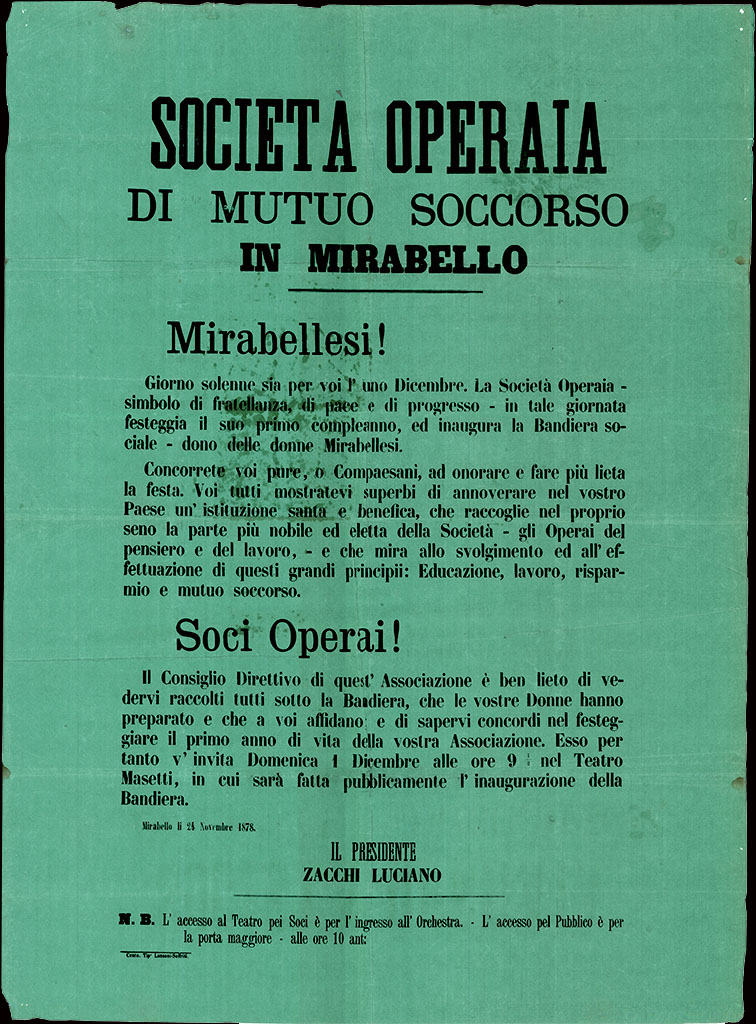 SOCIETA OPERAIA
DI MUTUO SOCCORSO
IN MIRABELLO
Mirabellesi!
Giorno solenne sia per voi l' uno Dicembre. La Società Operaia -
simbolo di fratellanza, di pace e di progresso - in tale giornata
festeggia il suo primo compleanno, ed inaugura la Bandiera so-
ciale - dono delle donne Mirabellesi.
Concorrete voi pure, o Compaesani, ad onorare e fare più lieta
la festa. Voi tutti mostratevi superbi di annoverare nel vostro
Paese un' istituzione santa e benefica, che raccoglie nel proprio
seno la parte più nobile ed eletta della Società - gli Operai del
pensiero e del lavoro, - e che mira allo svolgimento ed all' ef-
fettuazione di questi grandi principii: Educazione, lavoro, rispar-
mio e mutuo soccorso.
Soci Operai!
Il Consiglio Direttivo di quest' Associazione è ben lieto di ve-
dervi raccolti tutti sotto la Bandiera, che le vostre Donne hanno
preparato e che a voi affidano; e di sapervi concordi nel festeg-
giare il primo anno di vita della vostra Associazione. Esso per
tanto v' invita Domenica 1 Dicembre alle ore 9 nel Teatro
Masetti, in cui sarà fatta pubblicamente l' inaugurazione della
Bandiera.
Mirabello li 24 Novembre 1878.
IL PRESIDENTE
ZACCHI LUCIANO
N. B. L' accesso al Teatro pei Soci è per l' ingresso all' Orchestra. - L' accesso pel Pubblico è per
la porta maggiore - alle ore 10 ant:
Cento. Tip.